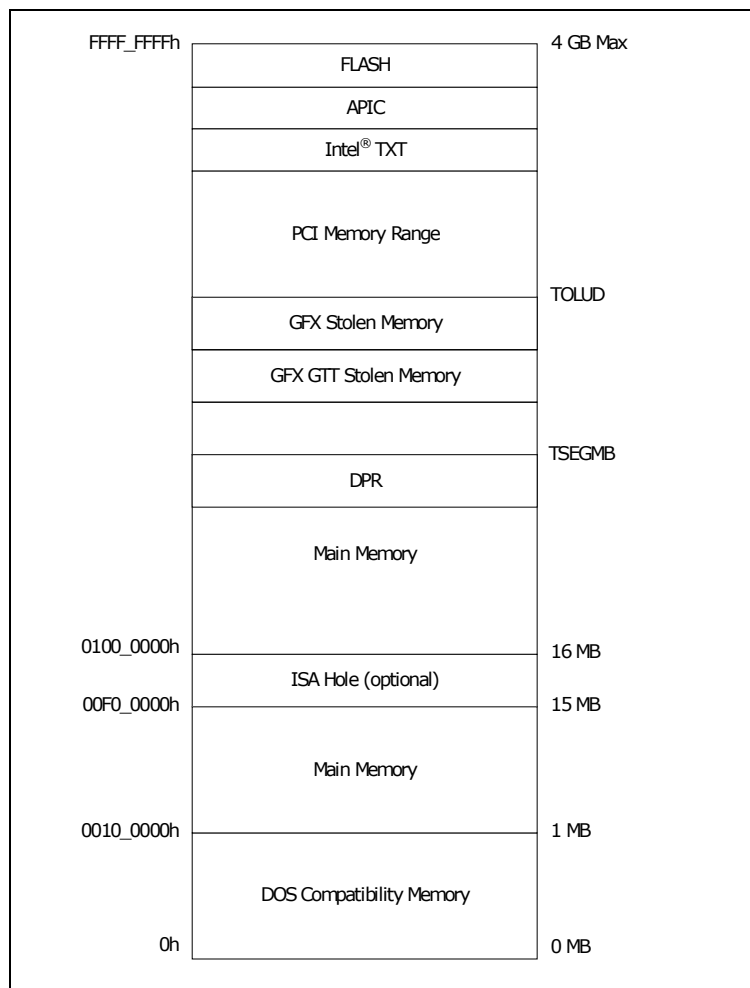 FFFF_FFFFh
4 GB Max
FLASH
APIC
Intel® TXT
PCI Memory Range
TOLUD
GFX Stolen Memory
GFX GTT Stolen Memory
TSEGMB
DPR
Main Memory
0100_0000h
16 MB
ISA Hole (optional)
00F0_0000h
15 MB
Main Memory
0010_0000h
1 MB
DOS Compatibility Memory
0h
0 MB